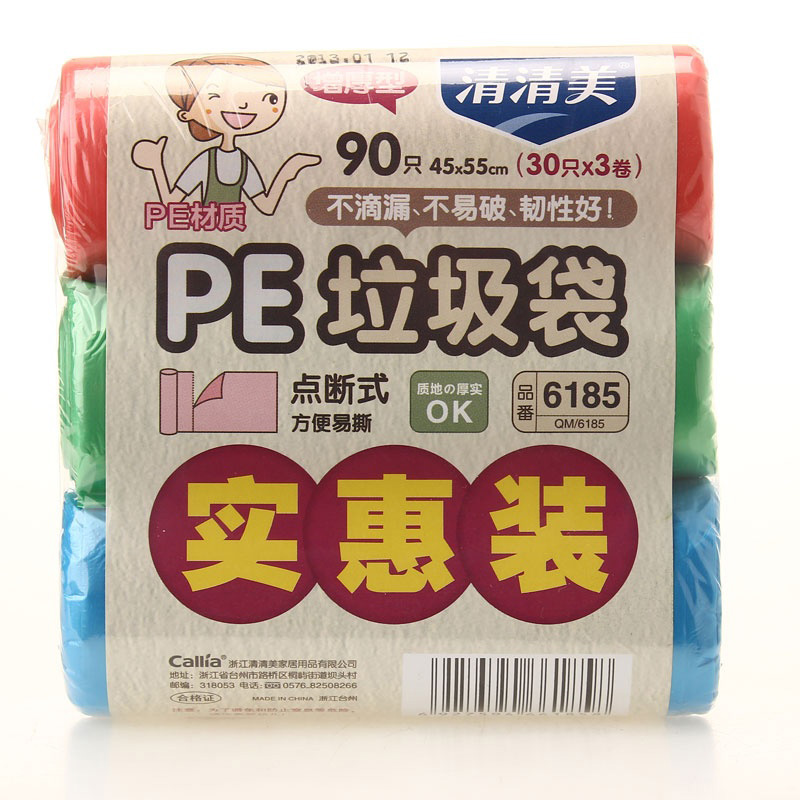 2013.01 12
增厚型
清清美®
90只 45x55cm (30只x3卷)
PE材质
不滴漏、不易破、韧性好!
PE 垃圾袋
点断式
方便易撕
质地の厚实
OK
品番 6185
QM/6185
实惠装
Callia® 浙江清清美家居用品有限公司
地址: 浙江省台州市路桥区桐屿街道坝头村
邮编: 318053 电话: 0576_82508266
合格证 MADE IN CHINA 浙江台州